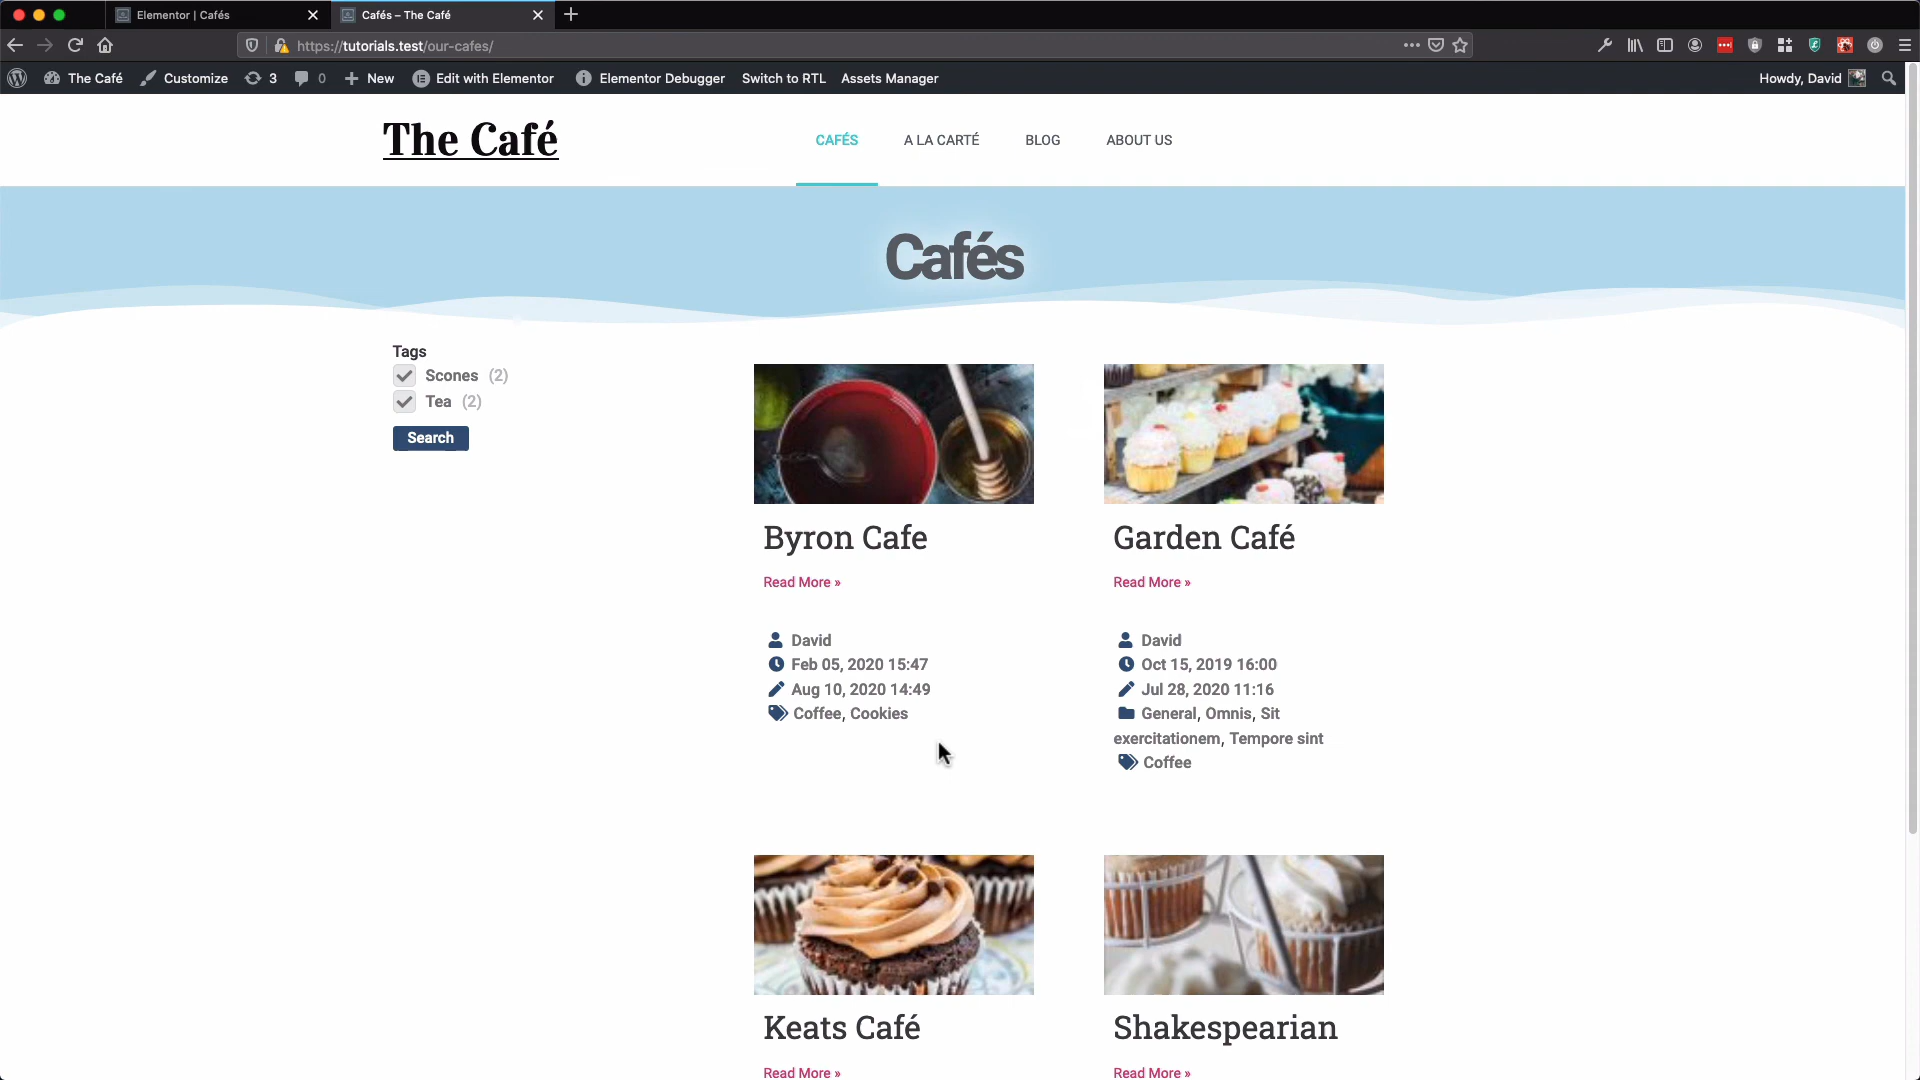 Elementor | Cafés
Cafés – The Café
https://tutorials.test/our-cafes/
The Café
Customize
3
0
New
Edit with Elementor
Elementor Debugger
Switch to RTL
Assets Manager
Howdy, David
The Café
CAFÉS
A LA CARTÉ
BLOG
ABOUT US
Cafés
Tags
Scones (2)
Tea (2)
Search
Byron Cafe
Read More »
David
Feb 05, 2020 15:47
Aug 10, 2020 14:49
Coffee, Cookies
Garden Café
Read More »
David
Oct 15, 2019 16:00
Jul 28, 2020 11:16
General, Omnis, Sit
exercitationem, Tempore sint
Coffee
Keats Café
Read More »
Shakespearian
Read More »